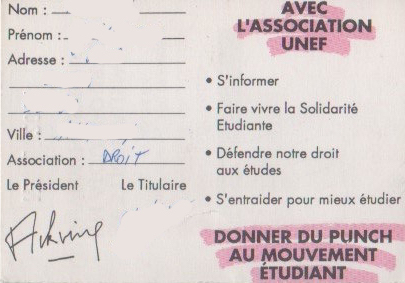 Nom :
Prénom :
Adresse :
Ville :
Association : DROIT
Le Président Le Titulaire
AVEC
L'ASSOCIATION
UNEF
• S'informer
• Faire vivre la Solidarité
Etudiante
• Défendre notre droit
aux études
• S'entraider pour mieux étudier
DONNER DU PUNCH
AU MOUVEMENT
ÉTUDIANT